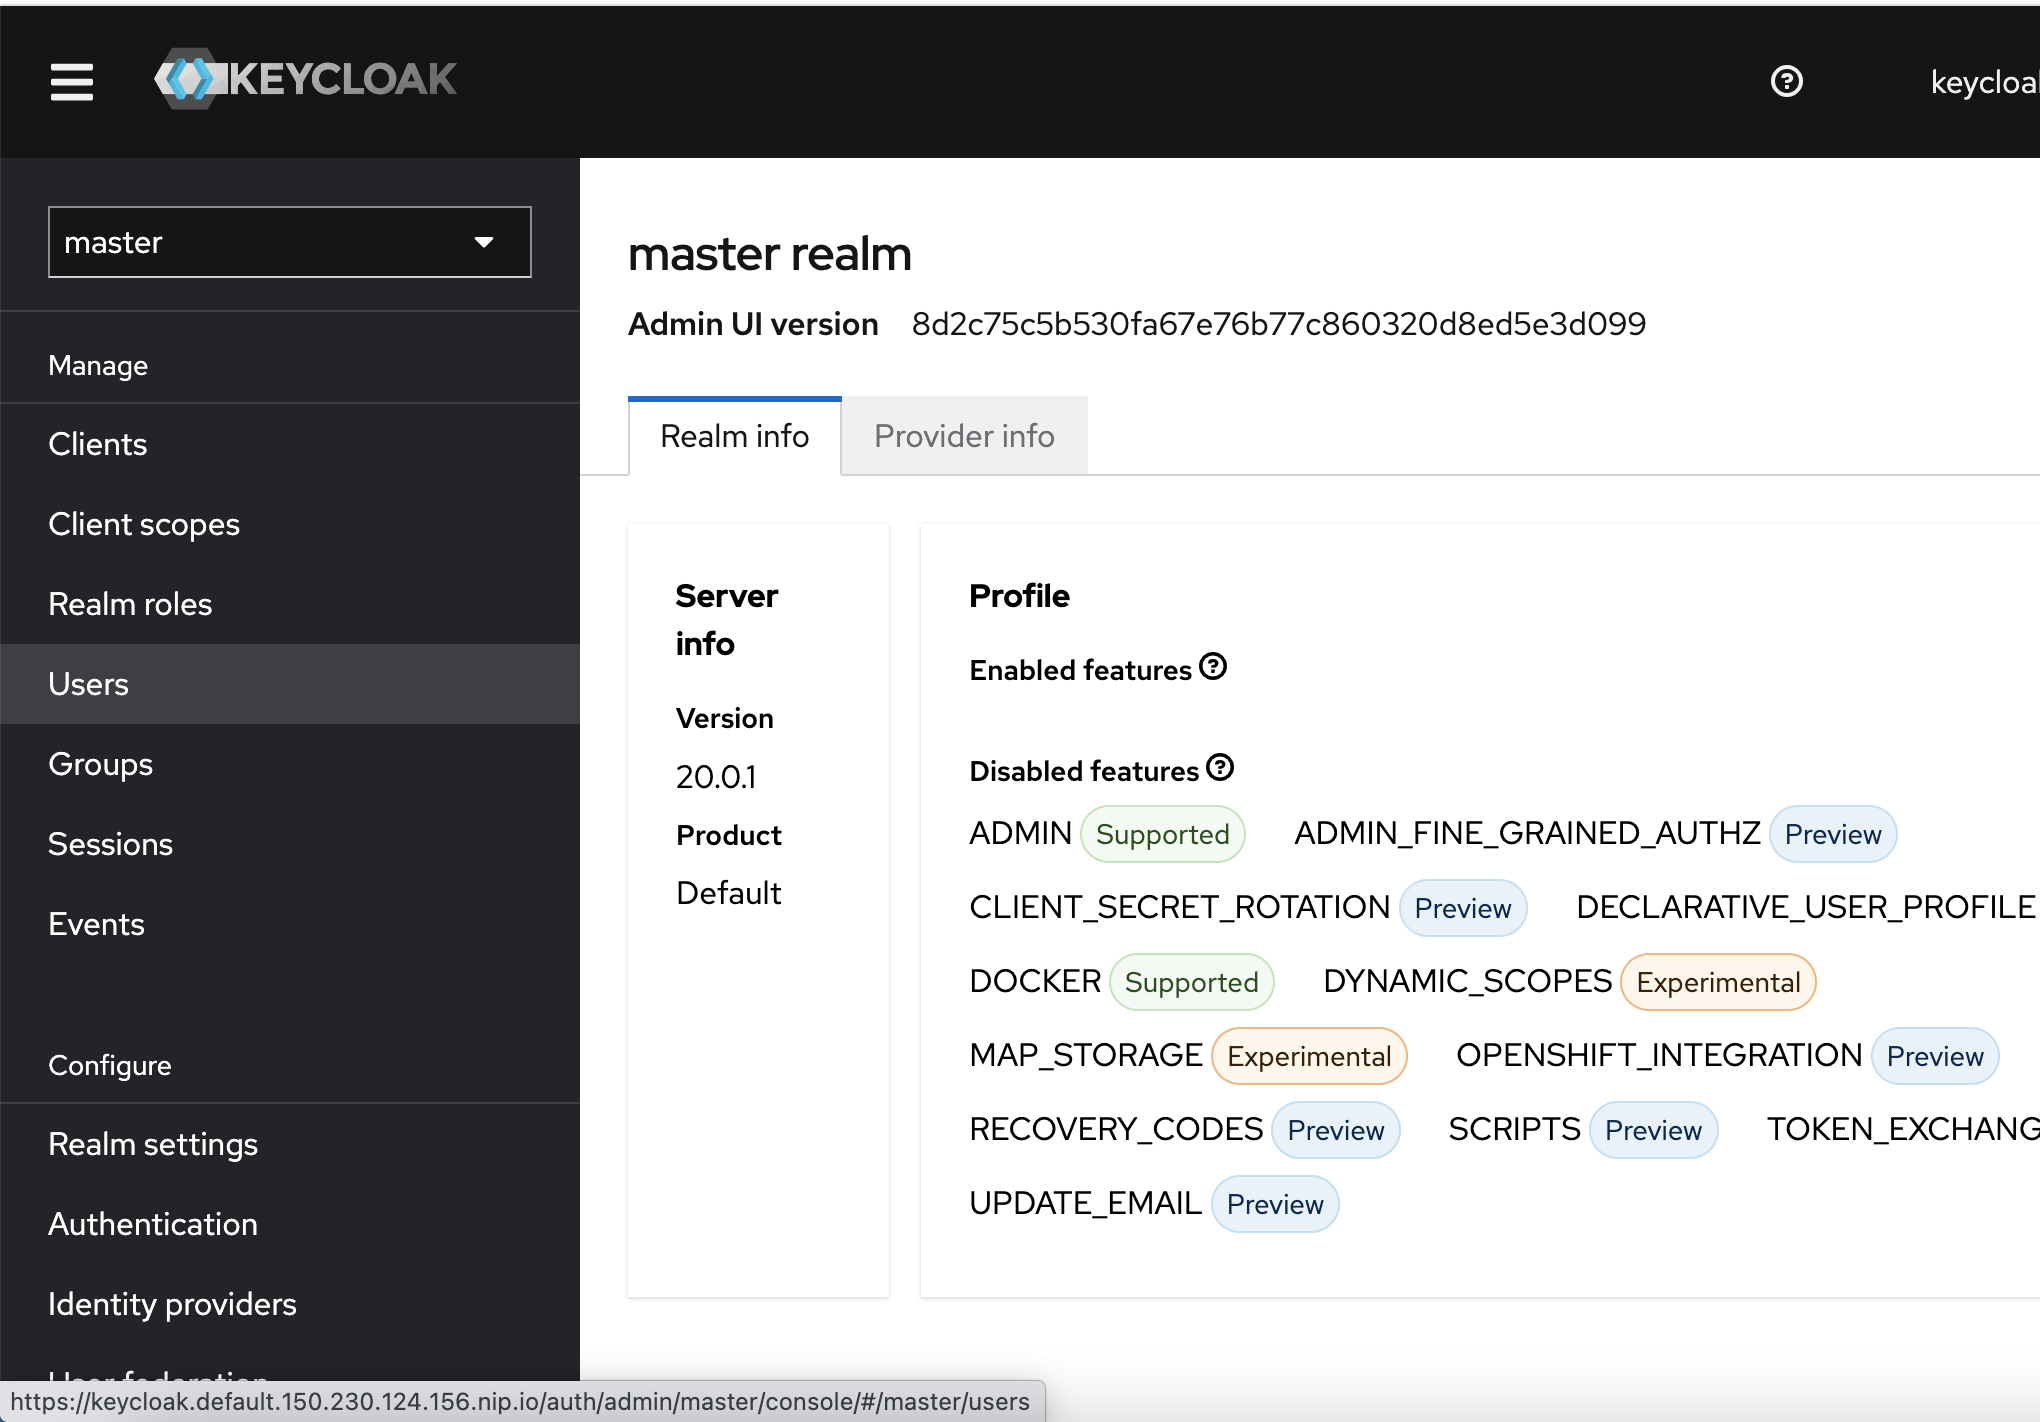 KEYCLOAK
keycloa
master
Manage
Clients
Client scopes
Realm roles
Users
Groups
Sessions
Events
Configure
Realm settings
Authentication
Identity providers
User federation
https://keycloak.default.150.230.124.156.nip.io/auth/admin/master/console/#/master/users
master realm
Admin UI version 8d2c75c5b530fa67e76b77c860320d8ed5e3d099
Realm info Provider info
Server
info
Version
20.0.1
Product
Default
Profile
Enabled features
Disabled features
ADMIN Supported ADMIN_FINE_GRAINED_AUTHZ Preview
CLIENT_SECRET_ROTATION Preview DECLARATIVE_USER_PROFILE
DOCKER Supported DYNAMIC_SCOPES Experimental
MAP_STORAGE Experimental OPENSHIFT_INTEGRATION Preview
RECOVERY_CODES Preview SCRIPTS Preview TOKEN_EXCHANG
UPDATE_EMAIL Preview